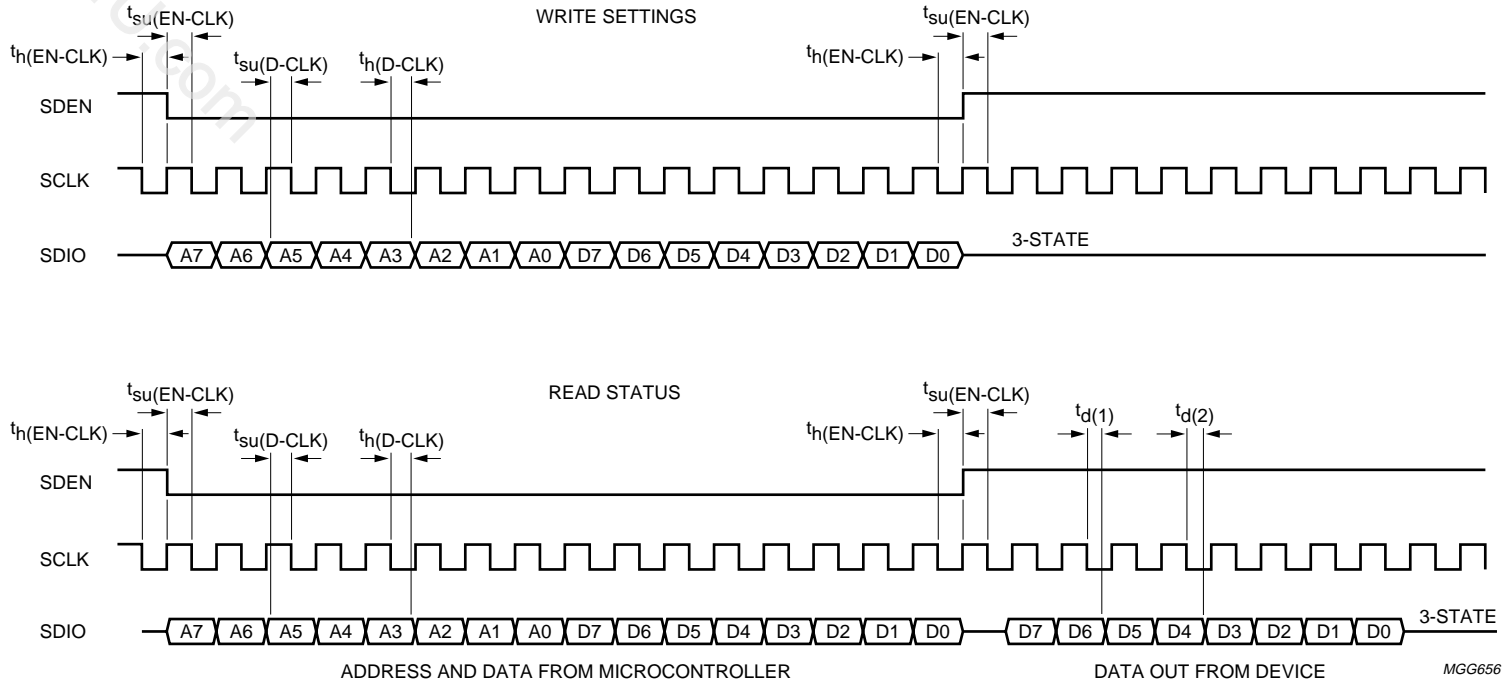 WRITE SETTINGS
tsu(EN-CLK) tsu(EN-CLK)
th(EN-CLK) tsu(D-CLK) th(D-CLK) th(EN-CLK)
SDEN
SCLK
SDIO A7 A6 A5 A4 A3 A2 A1 A0 D7 D6 D5 D4 D3 D2 D1 D0 3-STATE
READ STATUS
tsu(EN-CLK) tsu(EN-CLK) td(1) td(2)
th(EN-CLK) tsu(D-CLK) th(D-CLK) th(EN-CLK)
SDEN
SCLK
SDIO A7 A6 A5 A4 A3 A2 A1 A0 D7 D6 D5 D4 D3 D2 D1 D0 D7 D6 D5 D4 D3 D2 D1 D0 3-STATE
ADDRESS AND DATA FROM MICROCONTROLLER DATA OUT FROM DEVICE MGG656